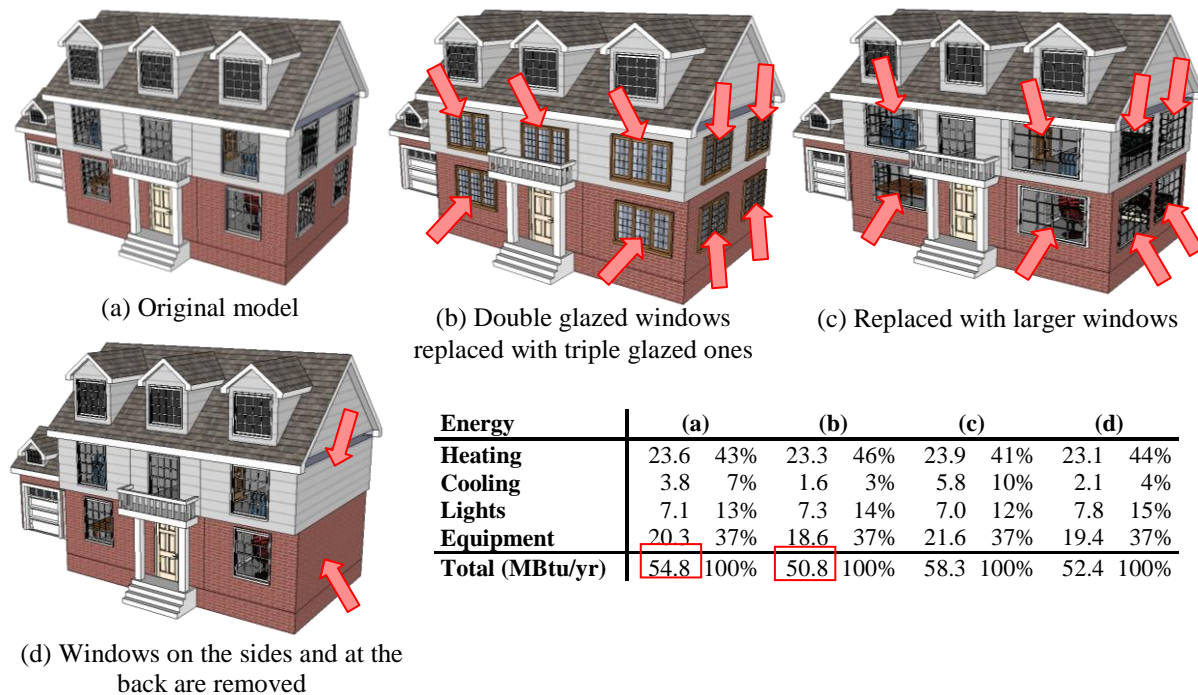 (a) Original model
(b) Double glazed windows
replaced with triple glazed ones
(c) Replaced with larger windows
(d) Windows on the sides and at the
back are removed
Energy (a) (b) (c) (d)
Heating 23.6 43% 23.3 46% 23.9 41% 23.1 44%
Cooling 3.8 7% 1.6 3% 5.8 10% 2.1 4%
Lights 7.1 13% 7.3 14% 7.0 12% 7.8 15%
Equipment 20.3 37% 18.6 37% 21.6 37% 19.4 37%
Total (MBtu/yr) 54.8 100% 50.8 100% 58.3 100% 52.4 100%